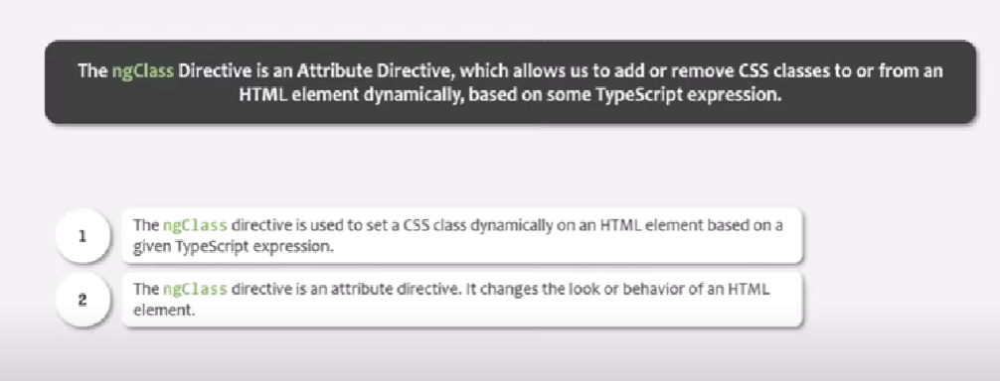 The ngClass Directive is an Attribute Directive, which allows us to add or remove CSS classes to or from an
HTML element dynamically, based on some TypeScript expression.
1
The ngClass directive is used to set a CSS class dynamically on an HTML element based on a
given TypeScript expression.
2
The ngClass directive is an attribute directive. It changes the look or behavior of an HTML
element.